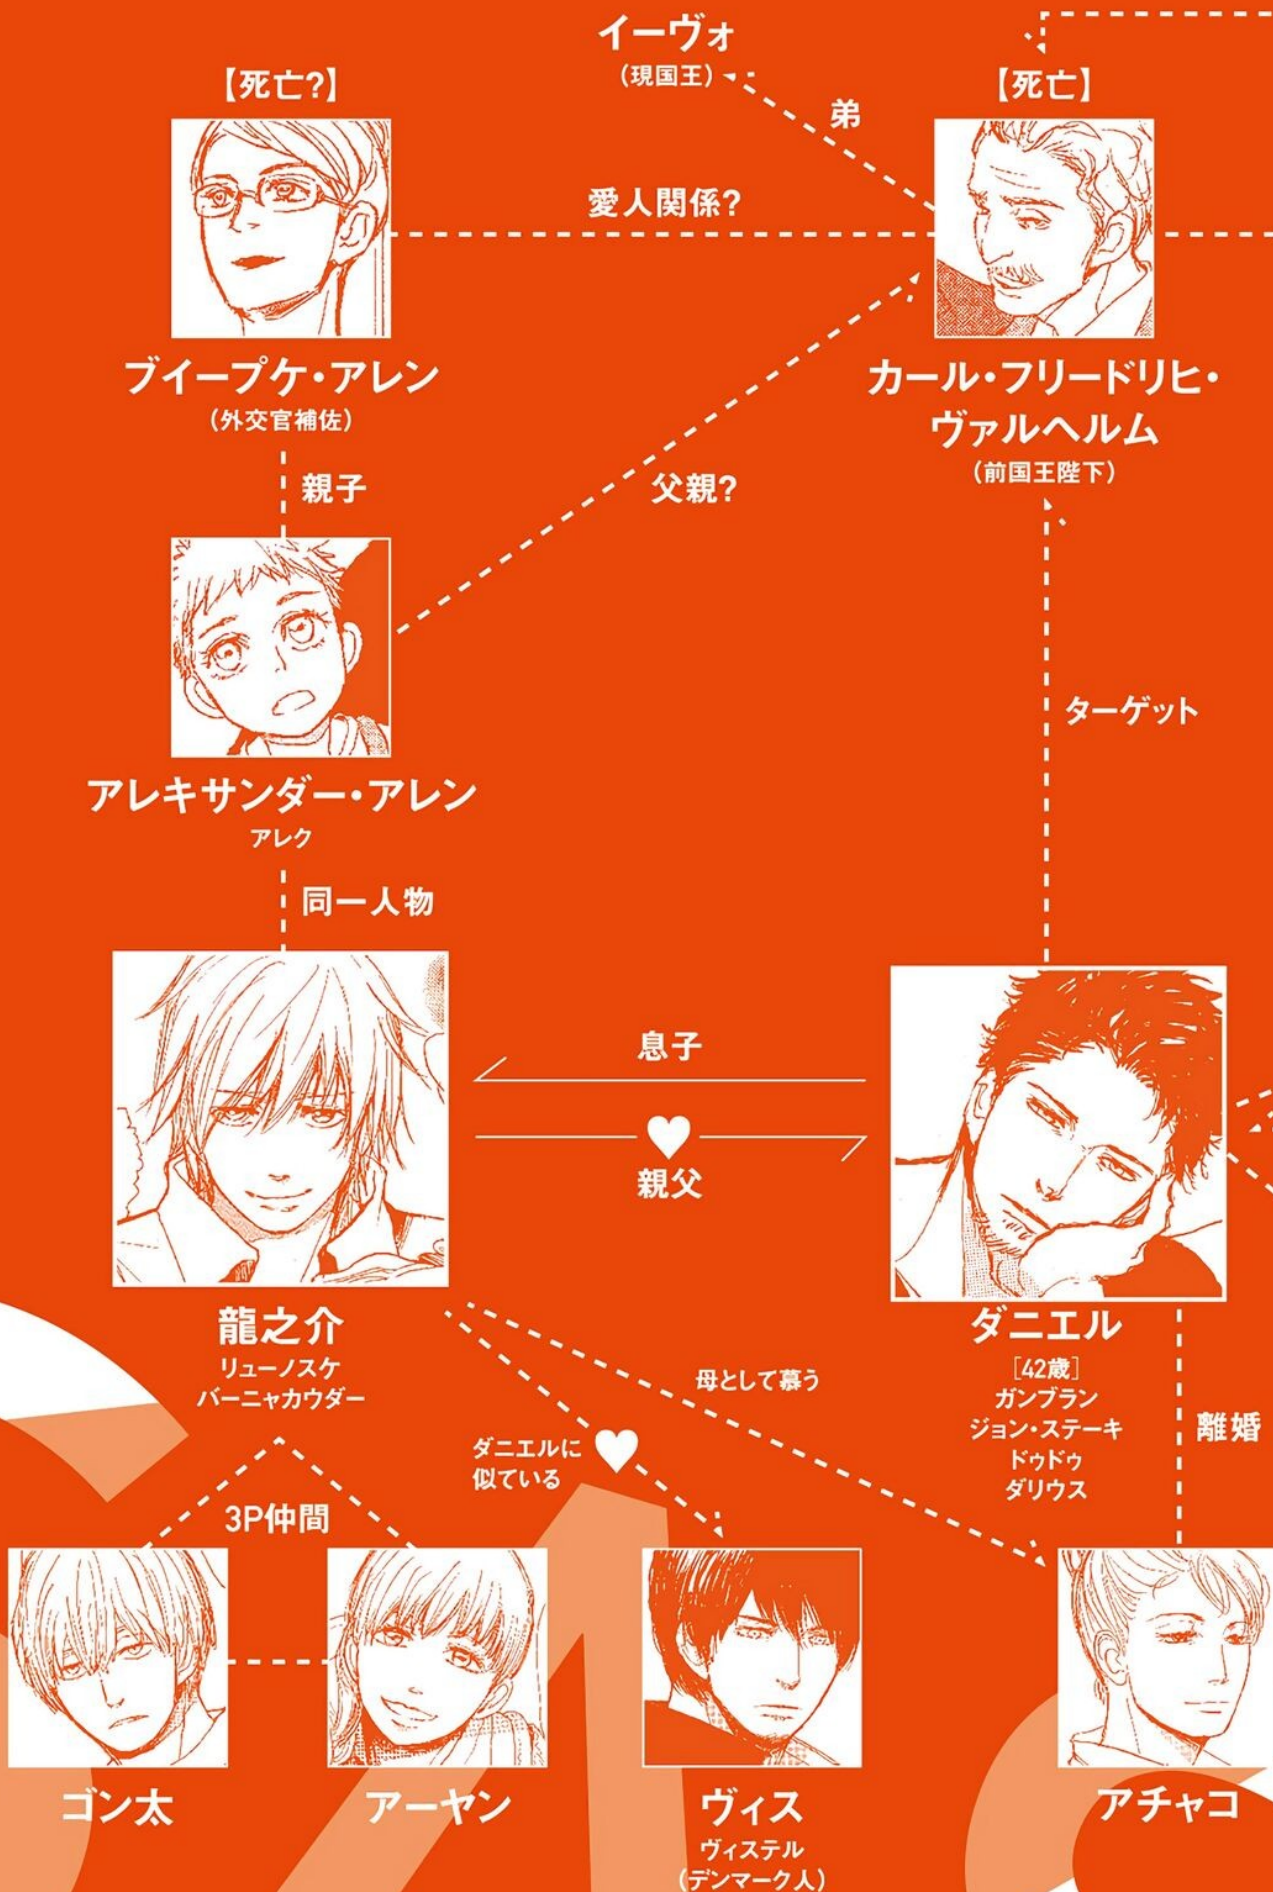 イーヴォ
(現国王)
【死亡?】
【死亡】
弟
愛人関係?
ブイープケ・アレン
(外交官補佐)
カール・フリードリヒ・
ヴァルヘルム
(前国王陛下)
親子
父親?
ターゲット
アレキサンダー・アレン
アレク
同一人物
息子
親父
龍之介
リューノスケ
バーニャカウダー
ダニエル
[42歳]
ガンブラン
ジョン・ステーキ
ドゥドゥ
ダリウス
母として慕う
離婚
ダニエルに
似ている
3P仲間
ゴン太
アーヤン
ヴィス
ヴィステル
(デンマーク人)
アチャコ